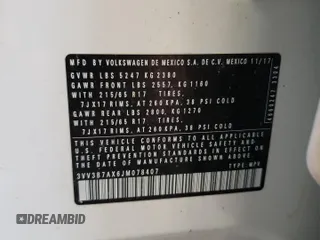 MFD. BY VOLKSWAGEN DE MEXICO S.A. DE C.V. MEXICO 11/17
GVWR LBS 5247 KG 2380
GAWR FRONT LBS 2557, KG 1160
WITH 215/65 R17 TIRES,
7JX17 RIMS, AT 260 KPA, 38 PSI COLD
GAWR REAR LBS 2800, KG 1270
WITH 215/65 R17 TIRES,
7JX17 RIMS, AT 260 KPA, 38 PSI COLD
THIS VEHICLE CONFORMS TO ALL APPLICABLE FEDERAL
MOTOR VEHICLE SAFETY STANDARDS IN EFFECT ON THE
DATE OF MANUFACTURE SHOWN ABOVE.
3VV3B7AX6JM078407
TYPE: MPV
DREAMBID